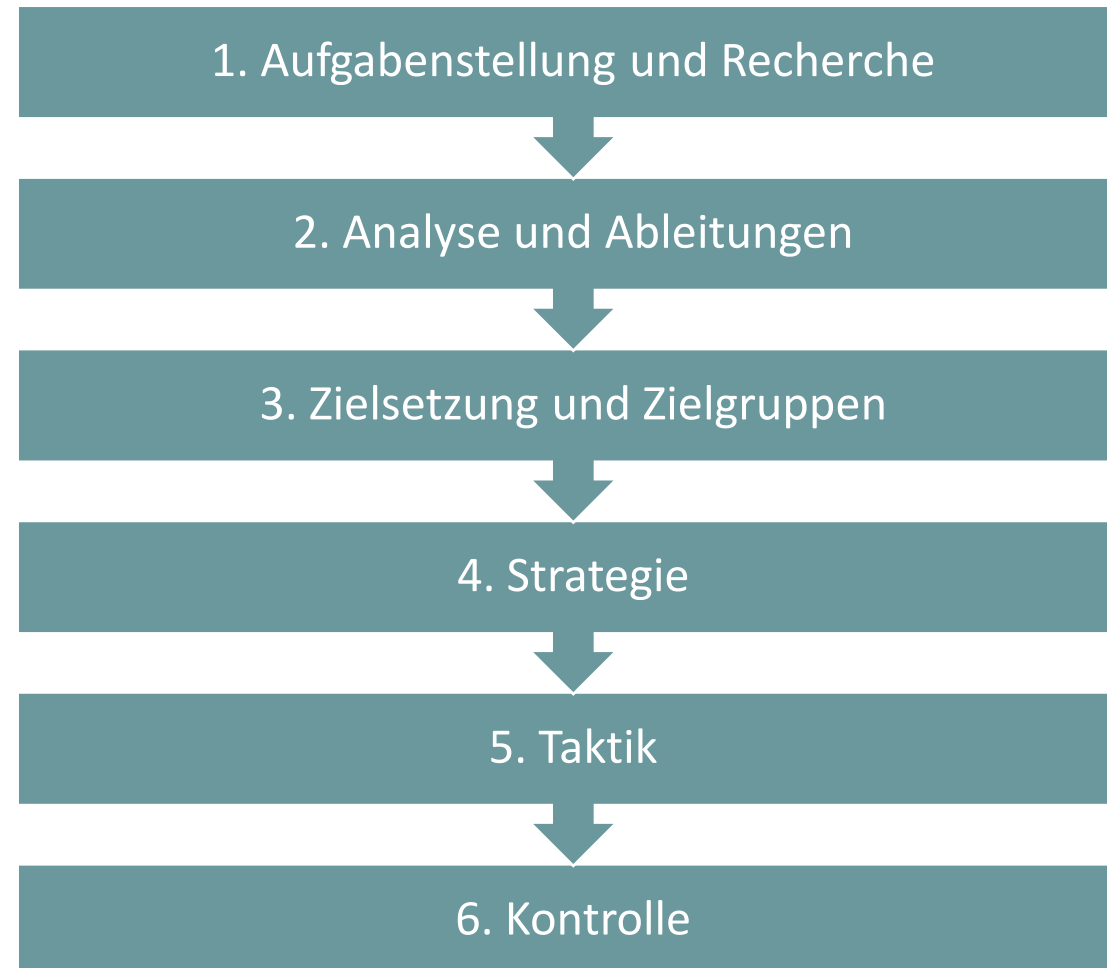 1. Aufgabenstellung und Recherche
2. Analyse und Ableitungen
3. Zielsetzung und Zielgruppen
4. Strategie
5. Taktik
6. Kontrolle